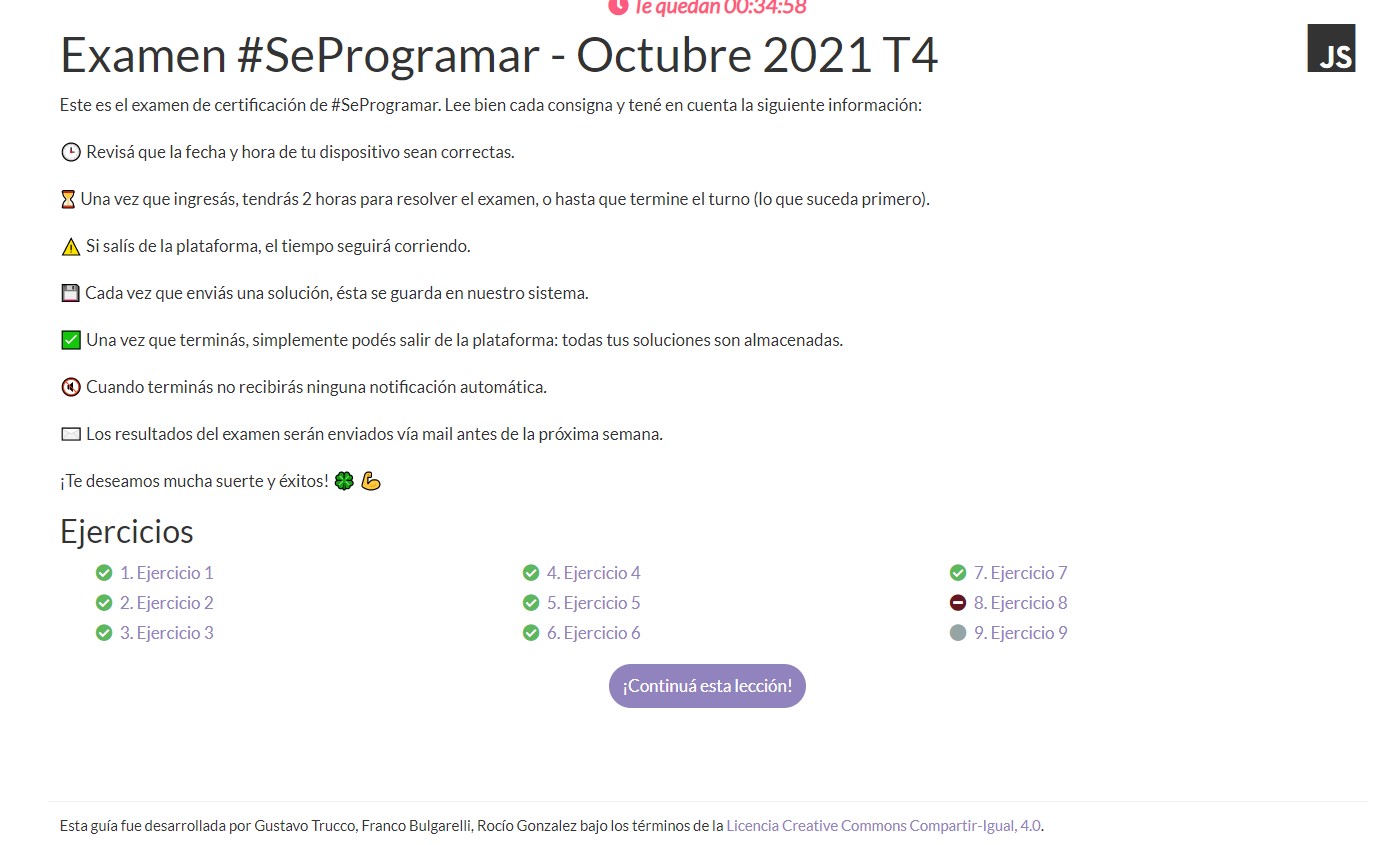 Te quedan 00:34:58
Examen #SeProgramar - Octubre 2021 T4
JS
Este es el examen de certificación de #SeProgramar. Lee bien cada consigna y tené en cuenta la siguiente información:
Revisá que la fecha y hora de tu dispositivo sean correctas.
Una vez que ingresás, tendrás 2 horas para resolver el examen, o hasta que termine el turno (lo que suceda primero).
Si salís de la plataforma, el tiempo seguirá corriendo.
Cada vez que enviás una solución, ésta se guarda en nuestro sistema.
Una vez que terminás, simplemente podés salir de la plataforma: todas tus soluciones son almacenadas.
Cuando terminás no recibirás ninguna notificación automática.
Los resultados del examen serán enviados vía mail antes de la próxima semana.
¡Te deseamos mucha suerte y éxitos!
Ejercicios
1. Ejercicio 1
2. Ejercicio 2
3. Ejercicio 3
4. Ejercicio 4
5. Ejercicio 5
6. Ejercicio 6
7. Ejercicio 7
8. Ejercicio 8
9. Ejercicio 9
¡Continuá esta lección!
Esta guía fue desarrollada por Gustavo Trucco, Franco Bulgarelli, Rocío Gonzalez bajo los términos de la Licencia Creative Commons Compartir-Igual, 4.0.